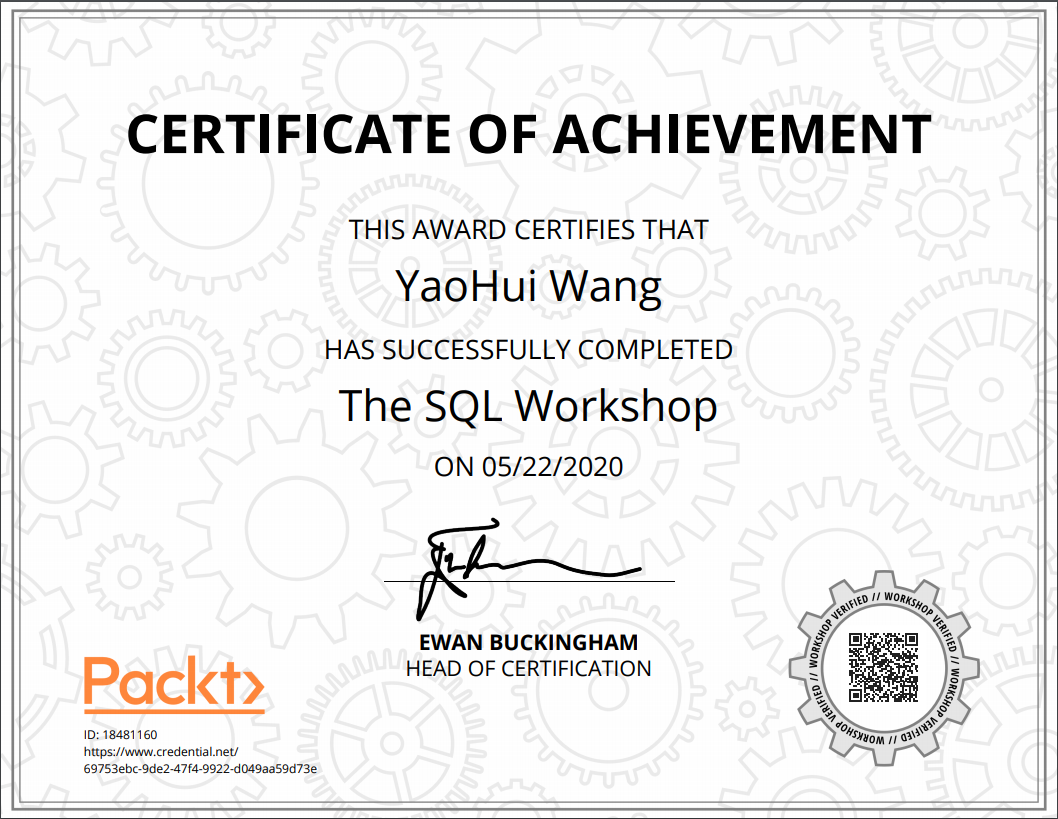 CERTIFICATE OF ACHIEVEMENT
THIS AWARD CERTIFIES THAT
YaoHui Wang
HAS SUCCESSFULLY COMPLETED
The SQL Workshop
ON 05/22/2020
EWAN BUCKINGHAM
HEAD OF CERTIFICATION
Packt
ID: 18481160
https://www.credential.net/
69753ebc-9de2-47f4-9922-d049aa59d73e
WORKSHOP VERIFIED // WORKSHOP VERIFIED // WORKSHOP VERIFIED // WORKSHOP VERIFIED //